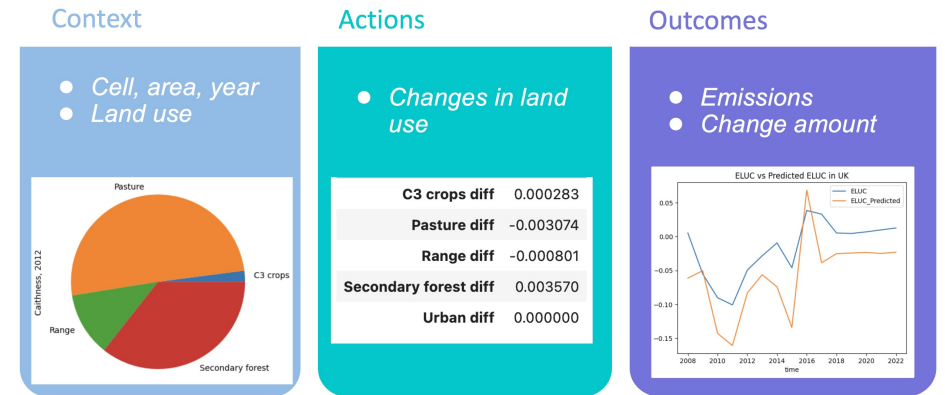 Context
Actions
Outcomes
● Cell, area, year
● Land use
● Changes in land
use
● Emissions
● Change amount
Pasture
C3 crops
Caithness, 2012
Range
Secondary forest
C3 crops diff 0.000283
Pasture diff -0.003074
Range diff -0.000801
Secondary forest diff 0.003570
Urban diff 0.000000
ELUC vs Predicted ELUC in UK
ELUC
ELUC_Predicted
0.05
0.00
-0.05
-0.10
-0.15
2008 2010 2012 2014 2016 2018 2020 2022
time